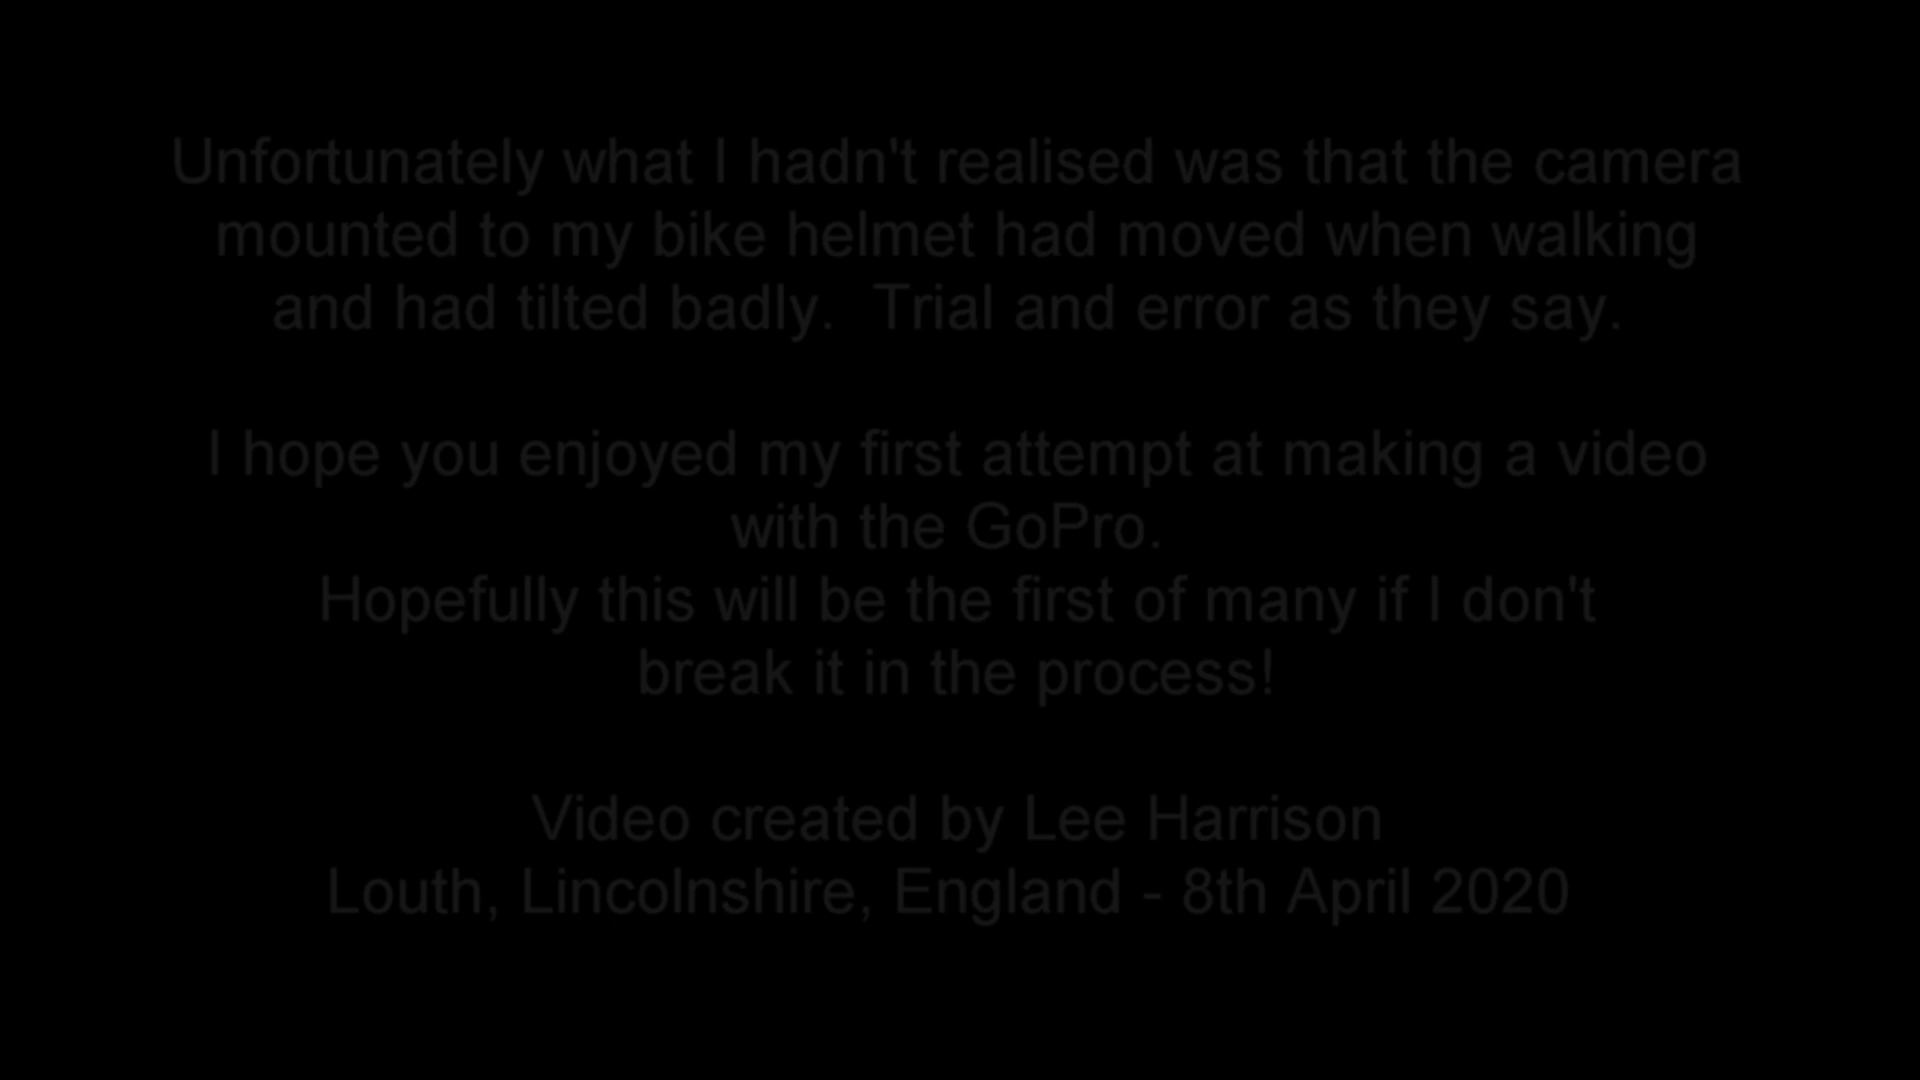 Unfortunately what I hadn't realised was that the camera
mounted to my bike helmet had moved when walking
and had tilted badly.  Trial and error as they say.
I hope you enjoyed my first attempt at making a video
with the GoPro.
Hopefully this will be the first of many if I don't
break it in the process!
Video created by Lee Harrison
Louth, Lincolnshire, England - 8th April 2020